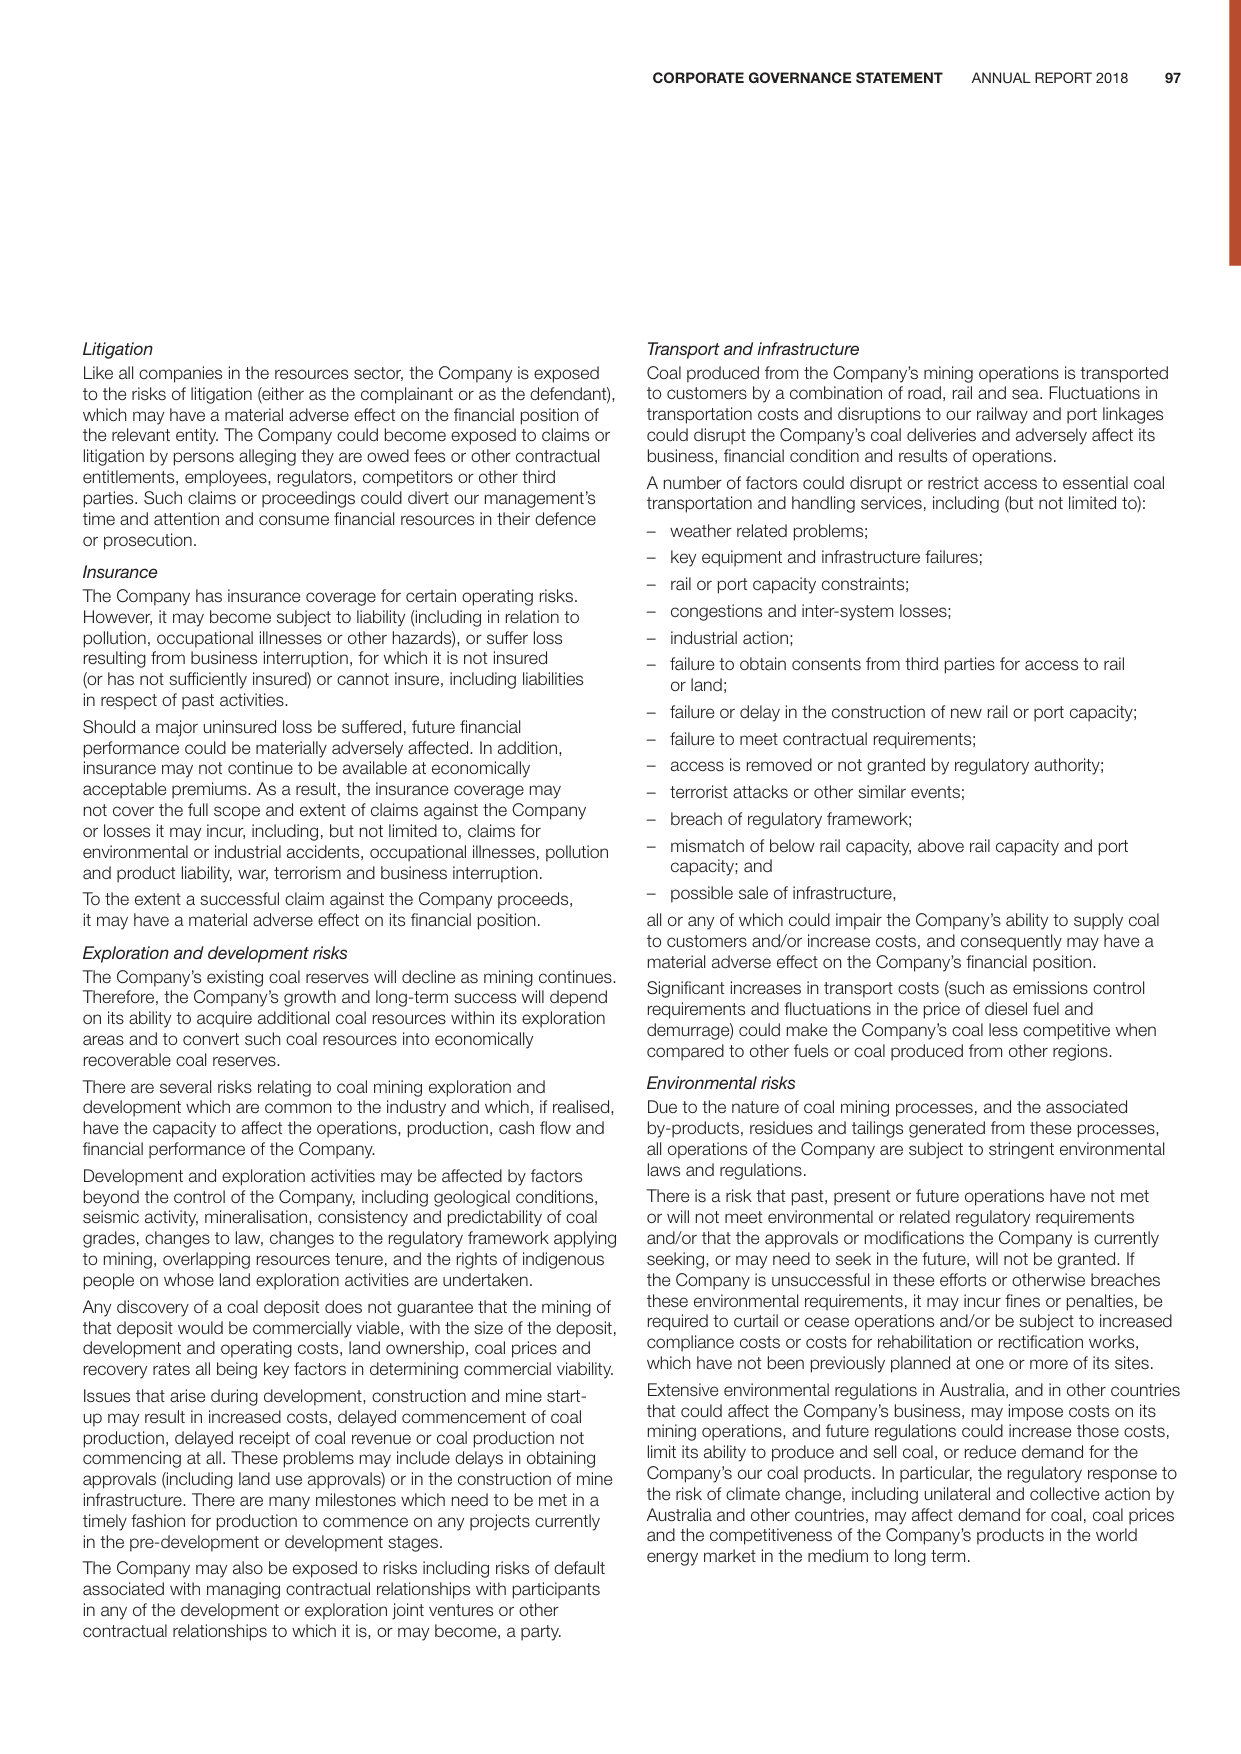 CORPORATE GOVERNANCE STATEMENT ANNUAL REPORT 2018 97
Litigation
Like all companies in the resources sector, the Company is exposed
to the risks of litigation (either as the complainant or as the defendant),
which may have a material adverse effect on the financial position of
the relevant entity. The Company could become exposed to claims or
litigation by persons alleging they are owed fees or other contractual
entitlements, employees, regulators, competitors or other third
parties. Such claims or proceedings could divert our management’s
time and attention and consume financial resources in their defence
or prosecution.
Insurance
The Company has insurance coverage for certain operating risks.
However, it may become subject to liability (including in relation to
pollution, occupational illnesses or other hazards), or suffer loss
resulting from business interruption, for which it is not insured
(or has not sufficiently insured) or cannot insure, including liabilities
in respect of past activities.
Should a major uninsured loss be suffered, future financial
performance could be materially adversely affected. In addition,
insurance may not continue to be available at economically
acceptable premiums. As a result, the insurance coverage may
not cover the full scope and extent of claims against the Company
or losses it may incur, including, but not limited to, claims for
environmental or industrial accidents, occupational illnesses, pollution
and product liability, war, terrorism and business interruption.
To the extent a successful claim against the Company proceeds,
it may have a material adverse effect on its financial position.
Exploration and development risks
The Company’s existing coal reserves will decline as mining continues.
Therefore, the Company’s growth and long-term success will depend
on its ability to acquire additional coal resources within its exploration
areas and to convert such coal resources into economically
recoverable coal reserves.
There are several risks relating to coal mining exploration and
development which are common to the industry and which, if realised,
have the capacity to affect the operations, production, cash flow and
financial performance of the Company.
Development and exploration activities may be affected by factors
beyond the control of the Company, including geological conditions,
seismic activity, mineralisation, consistency and predictability of coal
grades, changes to law, changes to the regulatory framework applying
to mining, overlapping resources tenure, and the rights of indigenous
people on whose land exploration activities are undertaken.
Any discovery of a coal deposit does not guarantee that the mining of
that deposit would be commercially viable, with the size of the deposit,
development and operating costs, land ownership, coal prices and
recovery rates all being key factors in determining commercial viability.
Issues that arise during development, construction and mine start-
up may result in increased costs, delayed commencement of coal
production, delayed receipt of coal revenue or coal production not
commencing at all. These problems may include delays in obtaining
approvals (including land use approvals) or in the construction of mine
infrastructure. There are many milestones which need to be met in a
timely fashion for production to commence on any projects currently
in the pre-development or development stages.
The Company may also be exposed to risks including risks of default
associated with managing contractual relationships with participants
in any of the development or exploration joint ventures or other
contractual relationships to which it is, or may become, a party.
Transport and infrastructure
Coal produced from the Company’s mining operations is transported
to customers by a combination of road, rail and sea. Fluctuations in
transportation costs and disruptions to our railway and port linkages
could disrupt the Company’s coal deliveries and adversely affect its
business, financial condition and results of operations.
A number of factors could disrupt or restrict access to essential coal
transportation and handling services, including (but not limited to):
– weather related problems;
– key equipment and infrastructure failures;
– rail or port capacity constraints;
– congestions and inter-system losses;
– industrial action;
– failure to obtain consents from third parties for access to rail
or land;
– failure or delay in the construction of new rail or port capacity;
– failure to meet contractual requirements;
– access is removed or not granted by regulatory authority;
– terrorist attacks or other similar events;
– breach of regulatory framework;
– mismatch of below rail capacity, above rail capacity and port
capacity; and
– possible sale of infrastructure,
all or any of which could impair the Company’s ability to supply coal
to customers and/or increase costs, and consequently may have a
material adverse effect on the Company’s financial position.
Significant increases in transport costs (such as emissions control
requirements and fluctuations in the price of diesel fuel and
demurrage) could make the Company’s coal less competitive when
compared to other fuels or coal produced from other regions.
Environmental risks
Due to the nature of coal mining processes, and the associated
by-products, residues and tailings generated from these processes,
all operations of the Company are subject to stringent environmental
laws and regulations.
There is a risk that past, present or future operations have not met
or will not meet environmental or related regulatory requirements
and/or that the approvals or modifications the Company is currently
seeking, or may need to seek in the future, will not be granted. If
the Company is unsuccessful in these efforts or otherwise breaches
these environmental requirements, it may incur fines or penalties, be
required to curtail or cease operations and/or be subject to increased
compliance costs or costs for rehabilitation or rectification works,
which have not been previously planned at one or more of its sites.
Extensive environmental regulations in Australia, and in other countries
that could affect the Company’s business, may impose costs on its
mining operations, and future regulations could increase those costs,
limit its ability to produce and sell coal, or reduce demand for the
Company’s our coal products. In particular, the regulatory response to
the risk of climate change, including unilateral and collective action by
Australia and other countries, may affect demand for coal, coal prices
and the competitiveness of the Company’s products in the world
energy market in the medium to long term.